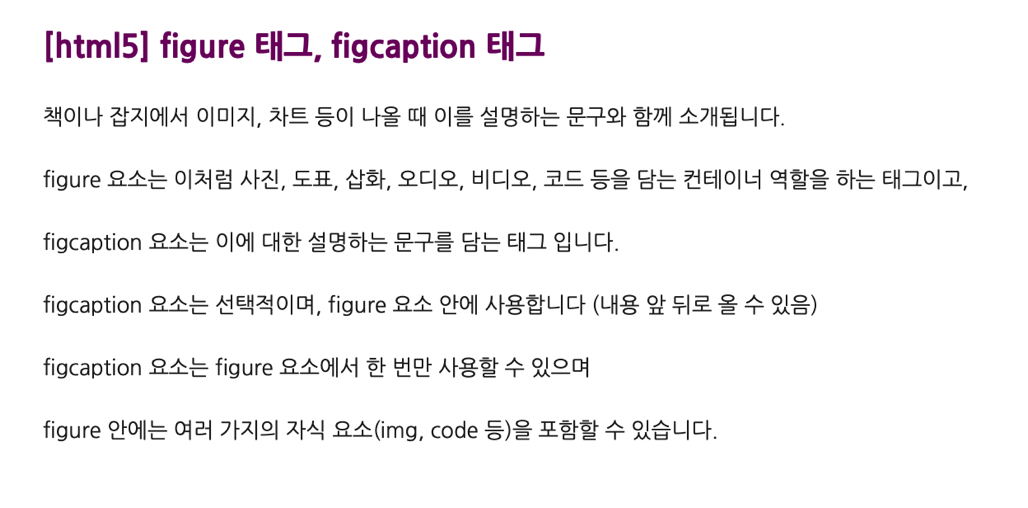 [html5] figure 태그, figcaption 태그
책이나 잡지에서 이미지, 차트 등이 나올 때 이를 설명하는 문구와 함께 소개됩니다.
figure 요소는 이처럼 사진, 도표, 삽화, 오디오, 비디오, 코드 등을 담는 컨테이너 역할을 하는 태그이고,
figcaption 요소는 이에 대한 설명하는 문구를 담는 태그 입니다.
figcaption 요소는 선택적이며, figure 요소 안에 사용합니다 (내용 앞 뒤로 올 수 있음)
figcaption 요소는 figure 요소에서 한 번만 사용할 수 있으며
figure 안에는 여러 가지의 자식 요소(img, code 등)을 포함할 수 있습니다.